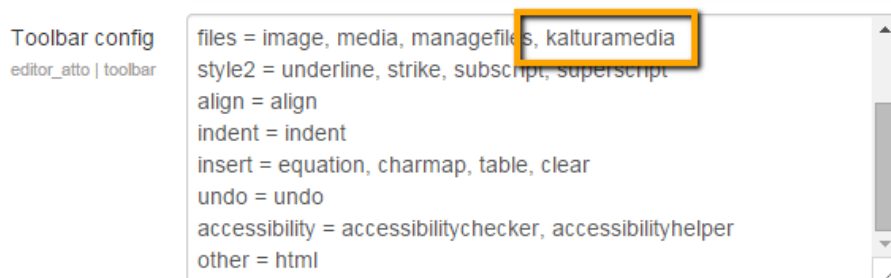 Toolbar config
editor_atto | toolbar
files = image, media, managefiles, kalturamedia
style2 = underline, strike, subscript, superscript
align = align
indent = indent
insert = equation, charmap, table, clear
undo = undo
accessibility = accessibilitychecker, accessibilityhelper
other = html